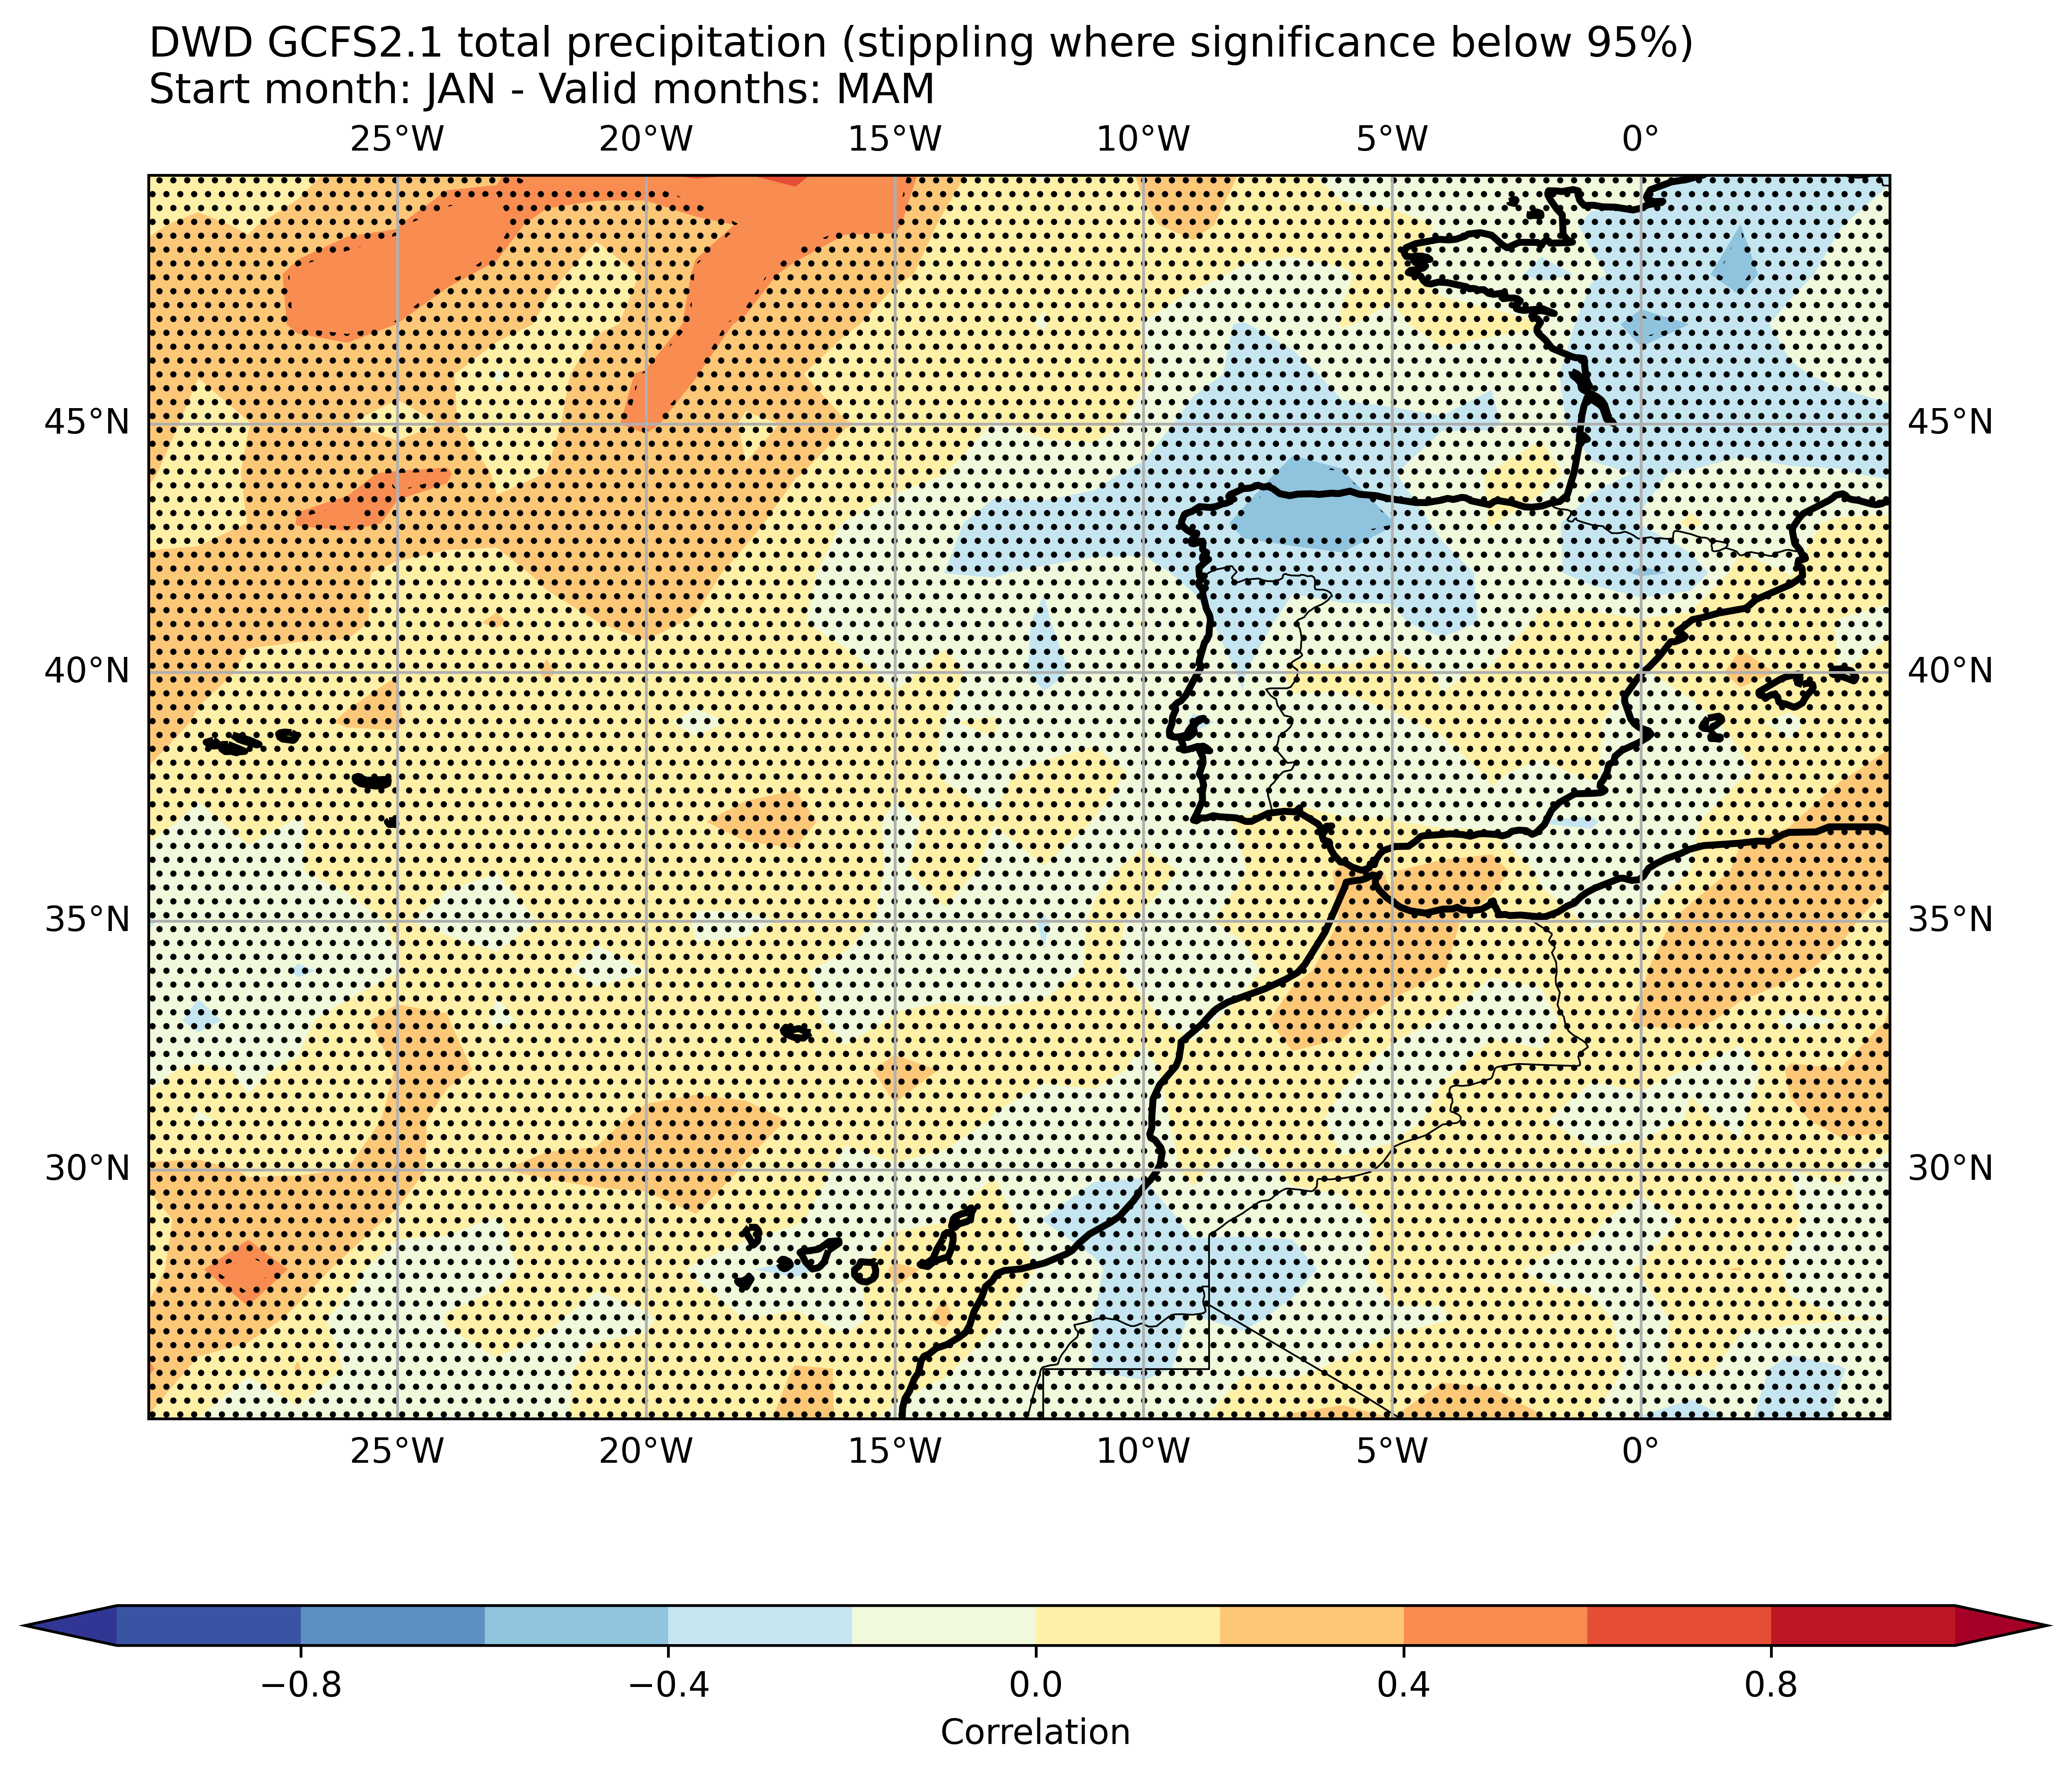 DWD GCFS2.1 total precipitation (stippling where significance below 95%)
Start month: JAN - Valid months: MAM
25°W 20°W 15°W 10°W 5°W 0°
45°N 45°N
40°N 40°N
35°N 35°N
30°N 30°N
25°W 20°W 15°W 10°W 5°W 0°
−0.8 −0.4 0.0 0.4 0.8
Correlation